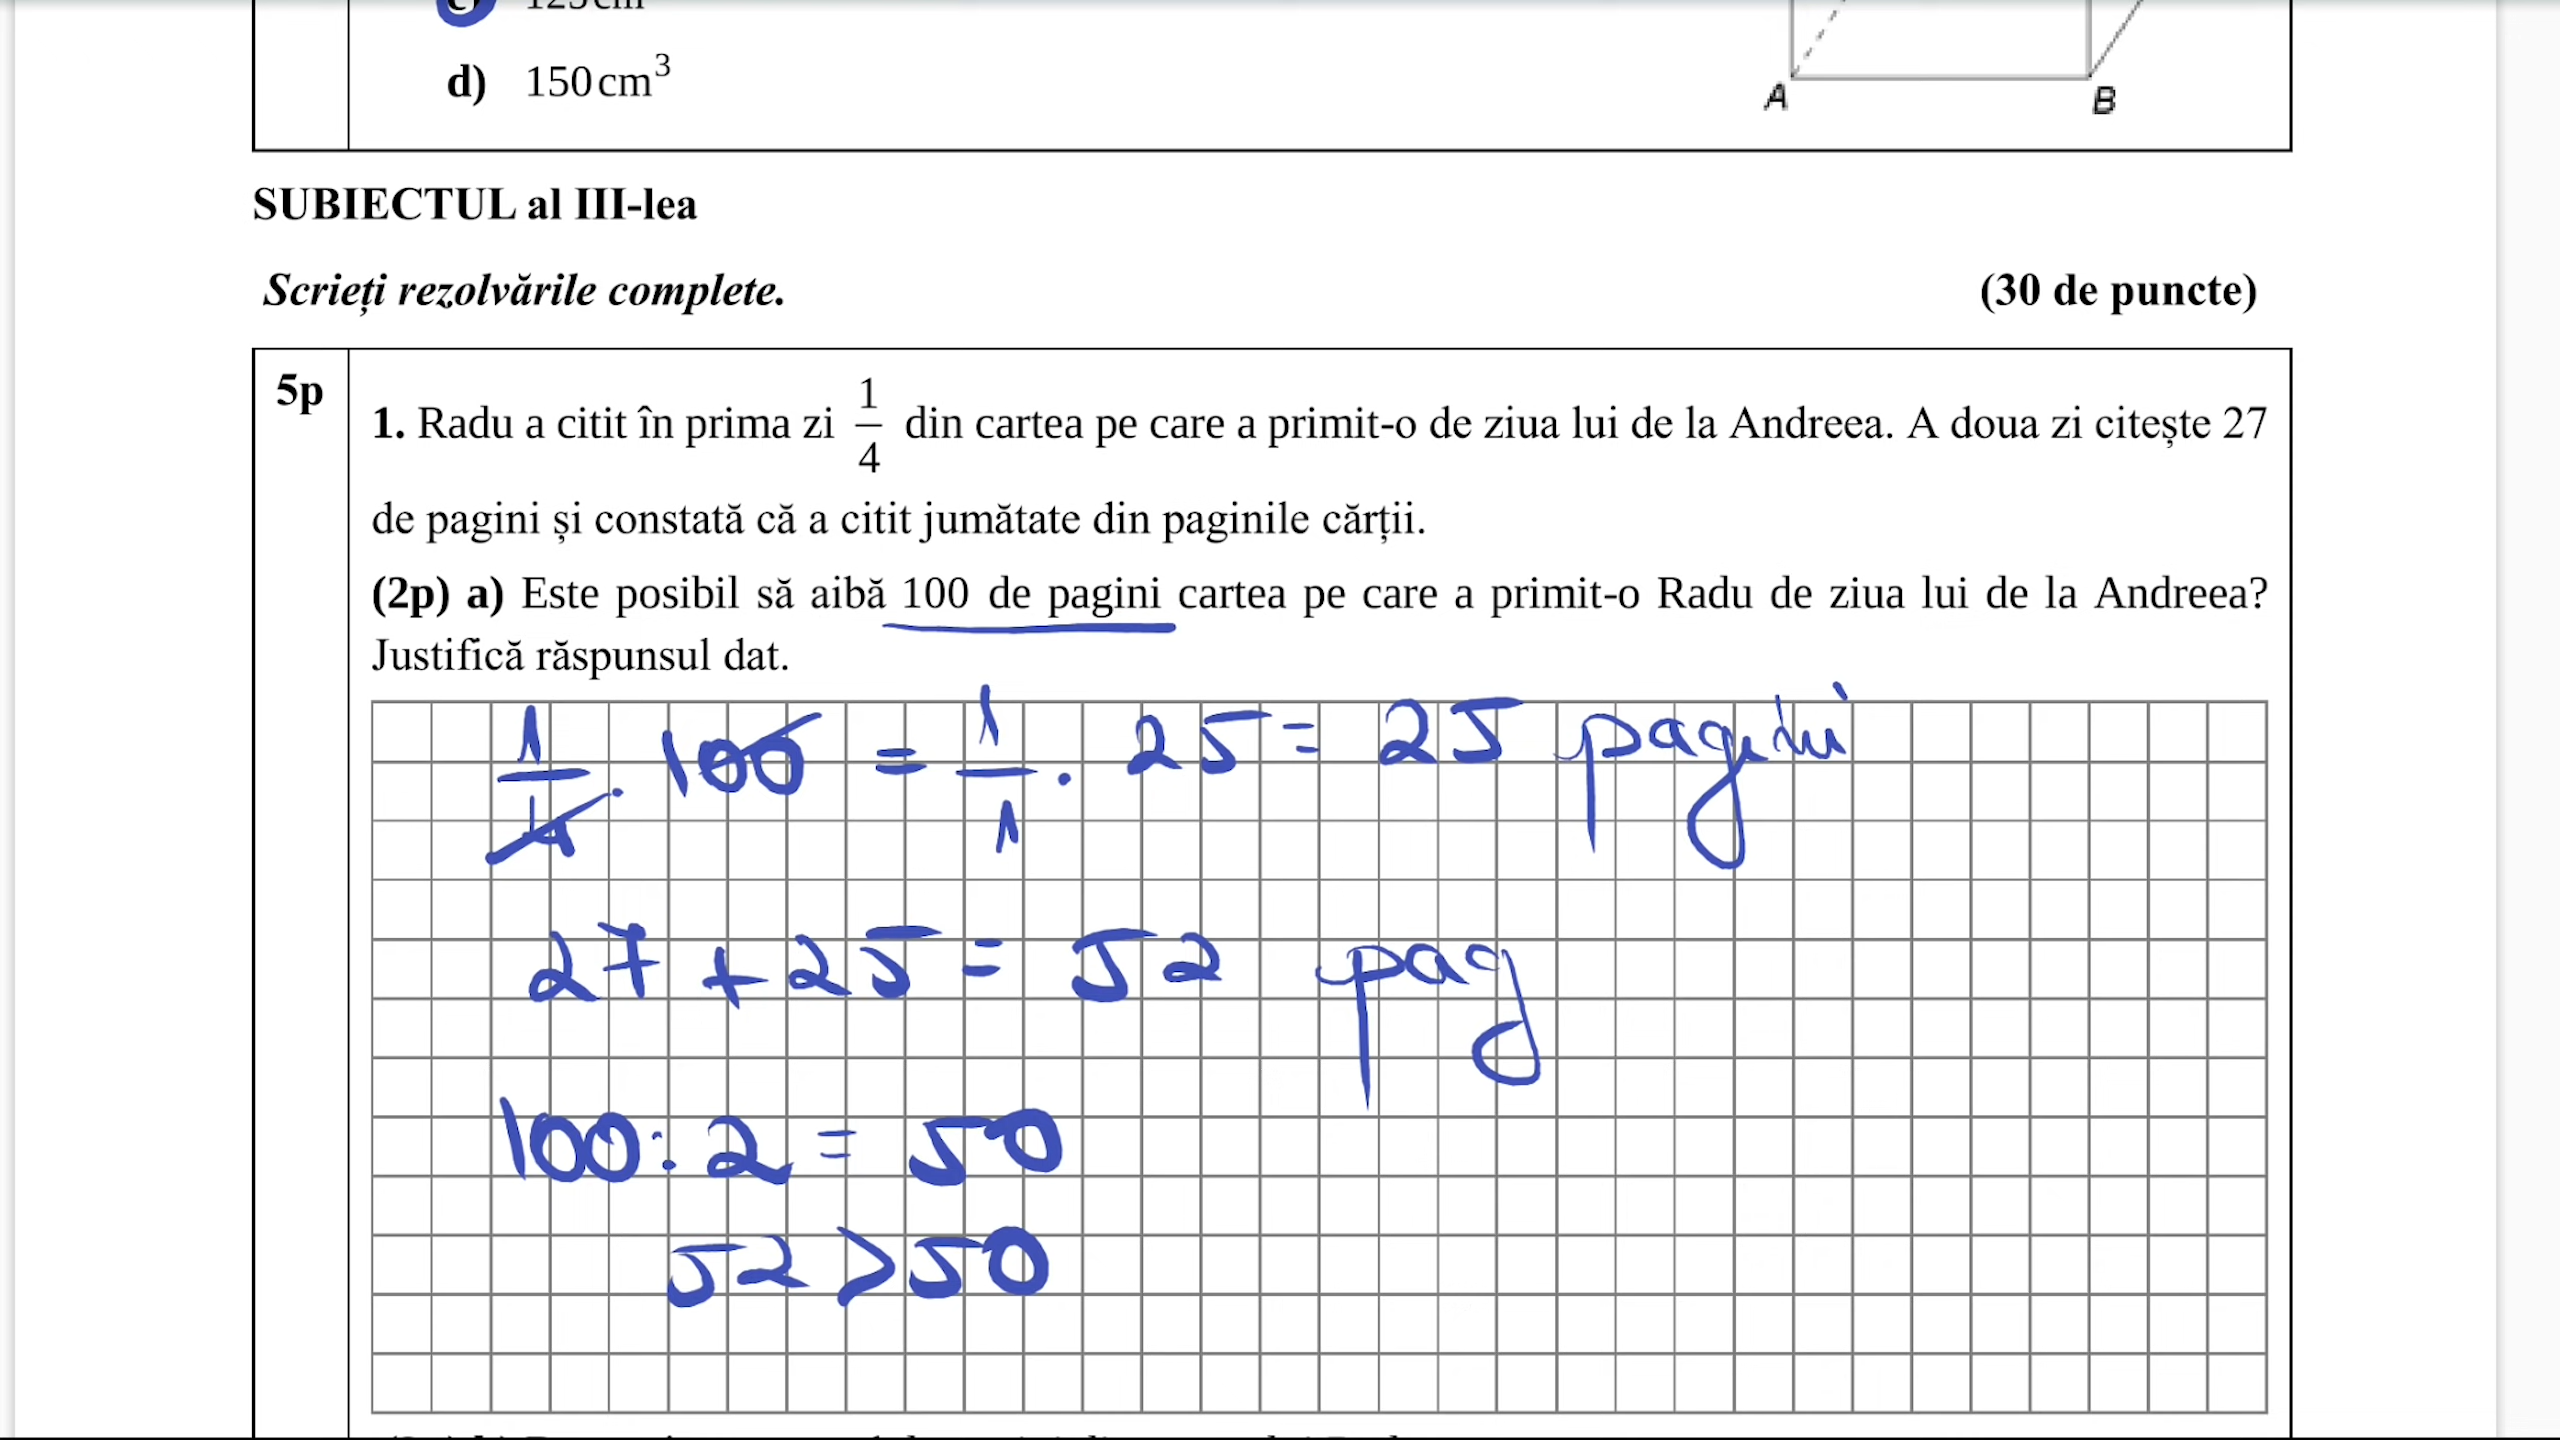 d) 150 cm³
A B
SUBIECTUL al III-lea
Scrieți rezolvările complete. (30 de puncte)
5p
1. Radu a citit în prima zi 1/4 din cartea pe care a primit-o de ziua lui de la Andreea. A doua zi citește 27
de pagini și constată că a citit jumătate din paginile cărții.
(2p) a) Este posibil să aibă 100 de pagini cartea pe care a primit-o Radu de ziua lui de la Andreea?
Justifică răspunsul dat.
1/4 · 100 = 1/1 · 25 = 25 pagini
27 + 25 = 52 pag
100 : 2 = 50
52 > 50